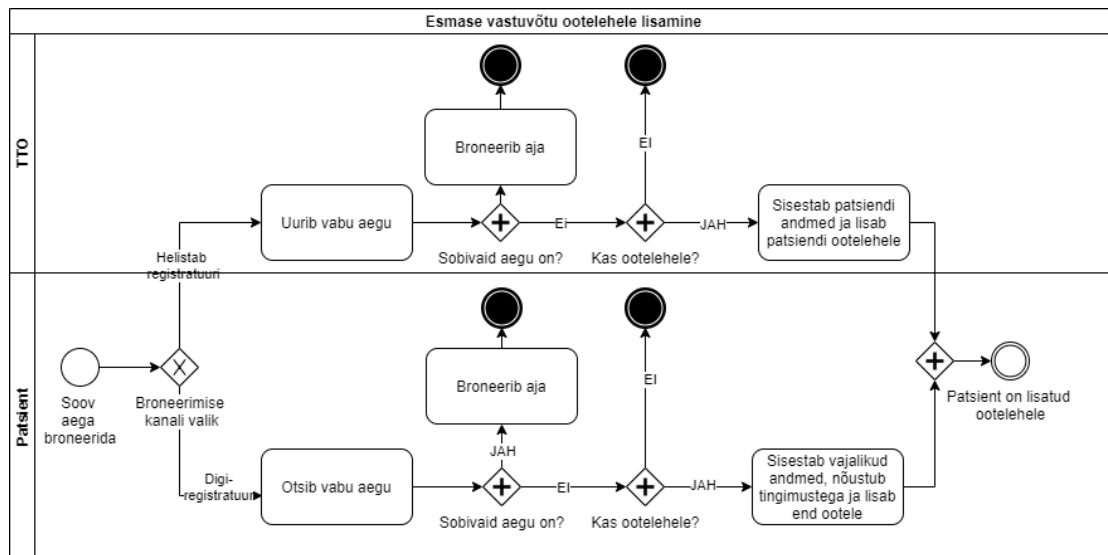 Esmase vastuvõtu ootelehele lisamine
TTO
Broneerib aja
EI
Uurib vabu aegu
Ei
JAH
Sisestab patsiendi
andmed ja lisab
patsiendi ootelehele
Sobivaid aegu on?
Kas ootelehele?
Helistab
registratuuri
Patsient
Soov
aega
broneerida
Broneerimise
kanali valik
Broneerib aja
EI
Patsient on lisatud
ootelehele
JAH
Digi-
registratuur
Otsib vabu aegu
EI
JAH
Sisestab vajalikud
andmed, nõustub
tingimustega ja lisab
end ootele
Sobivaid aegu on?
Kas ootelehele?